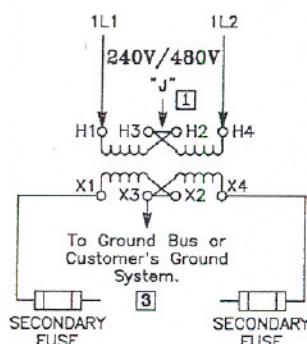 1L1 1L2
240V/480V
"J" 1
H1 H3 H2 H4
X1 X3 X2 X4
To Ground Bus or
Customer's Ground
System.
3
SECONDARY SECONDARY
FUSE FUSE